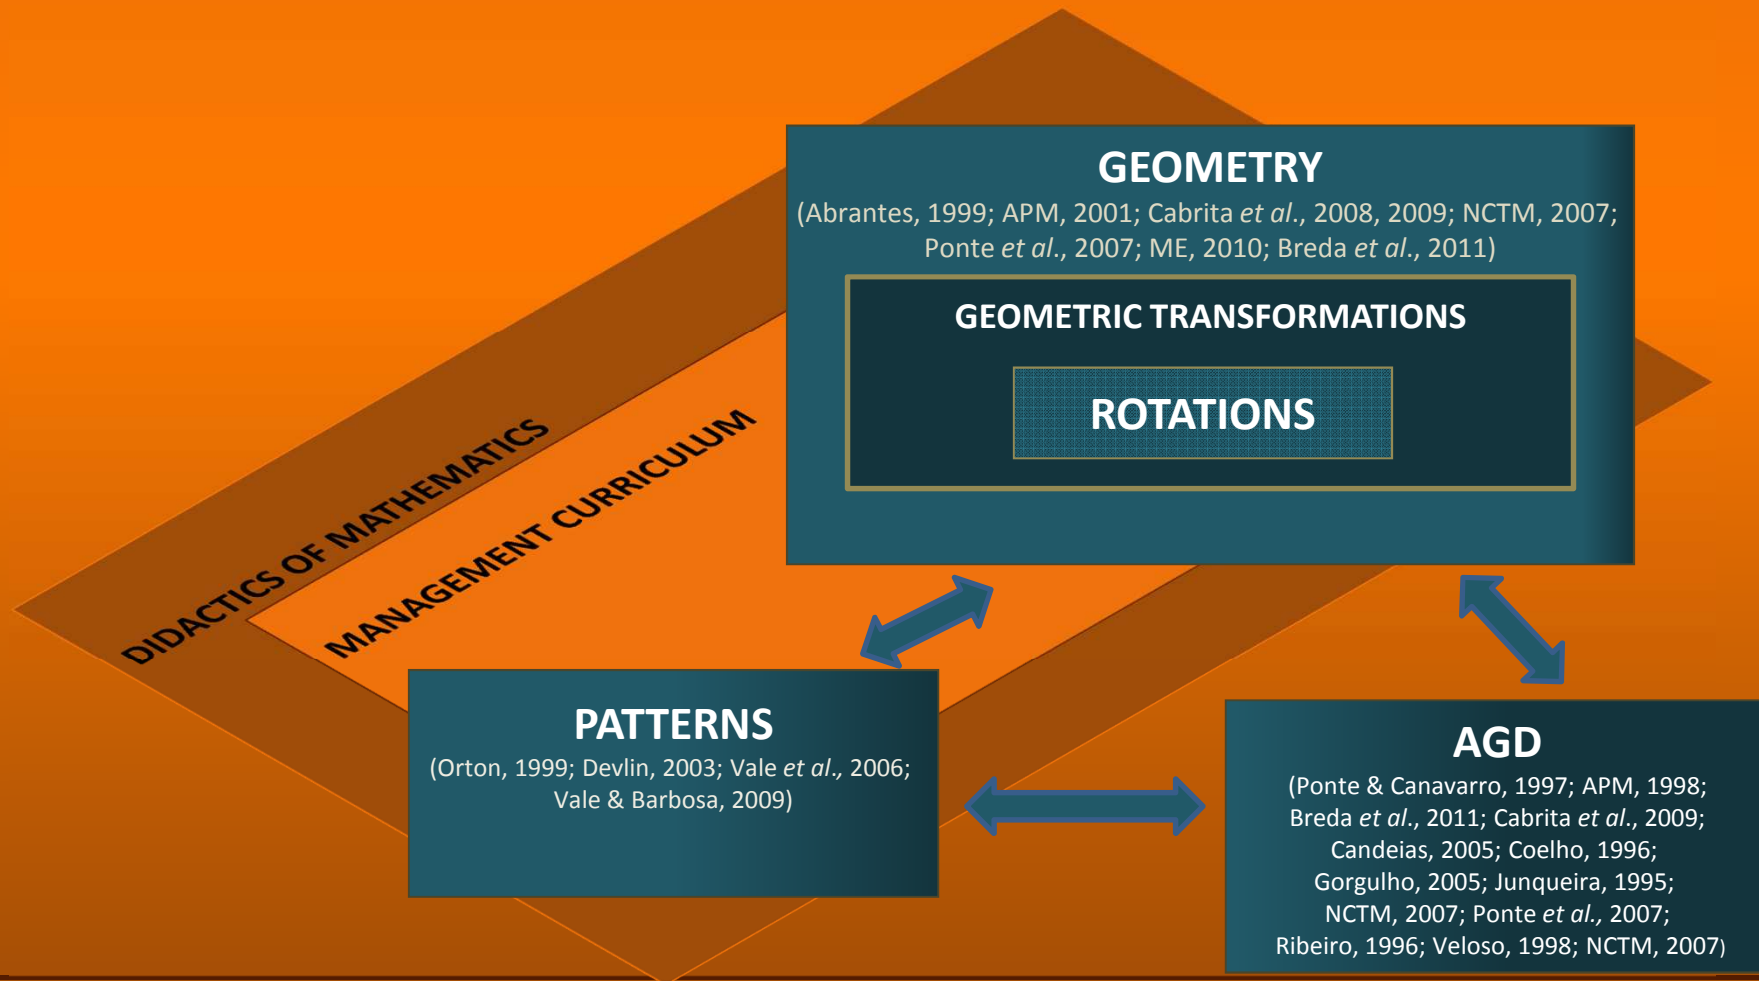 GEOMETRY
(Abrantes, 1999; APM, 2001; Cabrita et al., 2008, 2009; NCTM, 2007;
Ponte et al., 2007; ME, 2010; Breda et al., 2011)
GEOMETRIC TRANSFORMATIONS
ROTATIONS
DIDACTICS OF MATHEMATICS
MANAGEMENT CURRICULUM
PATTERNS
(Orton, 1999; Devlin, 2003; Vale et al., 2006;
Vale & Barbosa, 2009)
AGD
(Ponte & Canavarro, 1997; APM, 1998;
Breda et al., 2011; Cabrita et al., 2009;
Candeias, 2005; Coelho, 1996;
Gorgulho, 2005; Junqueira, 1995;
NCTM, 2007; Ponte et al., 2007;
Ribeiro, 1996; Veloso, 1998; NCTM, 2007)